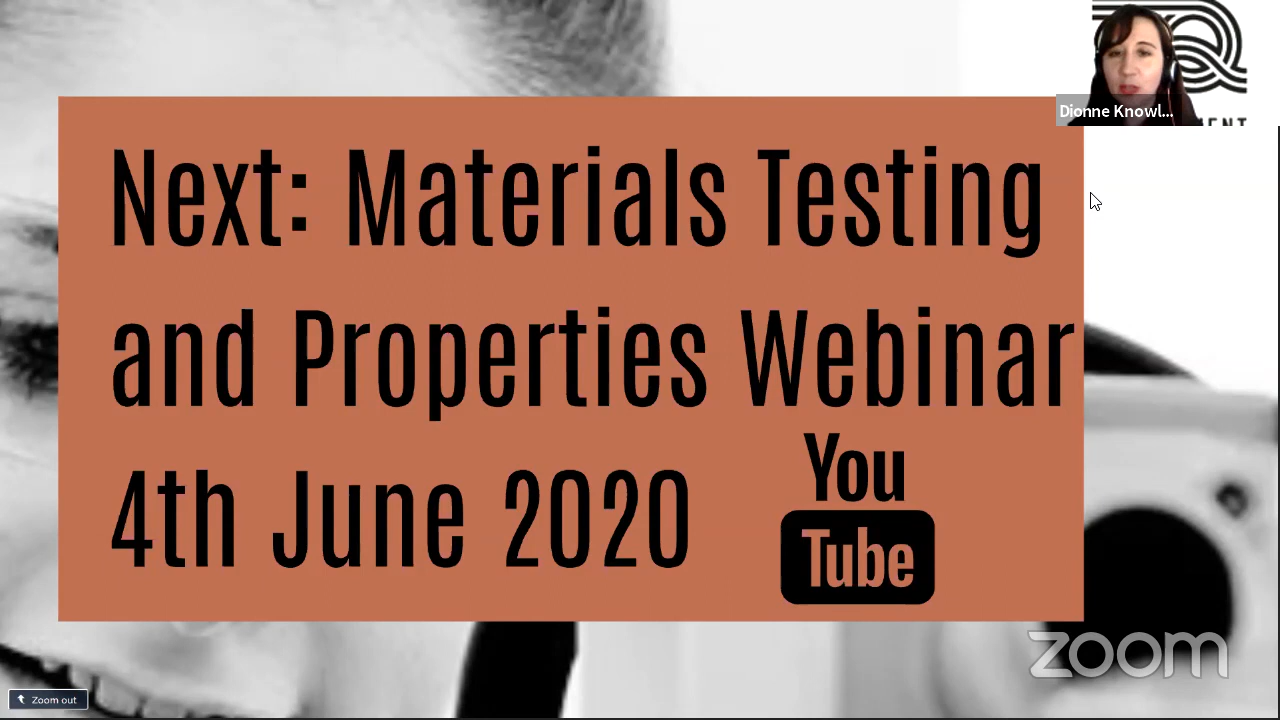 Dionne Knowl...
Next: Materials Testing
and Properties Webinar
4th June 2020
You
Tube
zoom
Zoom out